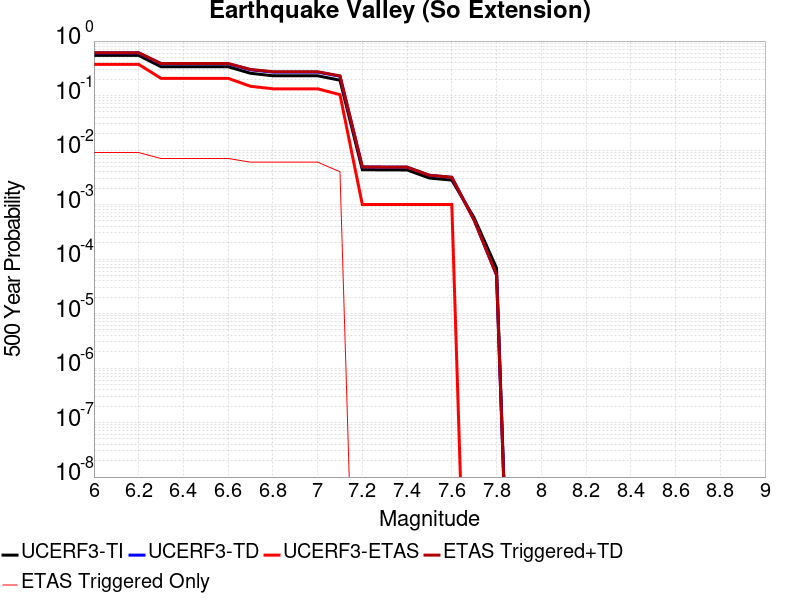 Earthquake Valley (So Extension)
10^0
10^-1
10^-2
10^-3
10^-4
10^-5
10^-6
10^-7
10^-8
500 Year Probability
6 6.2 6.4 6.6 6.8 7 7.2 7.4 7.6 7.8 8 8.2 8.4 8.6 8.8 9
Magnitude
UCERF3-TI UCERF3-TD UCERF3-ETAS ETAS Triggered+TD
ETAS Triggered Only